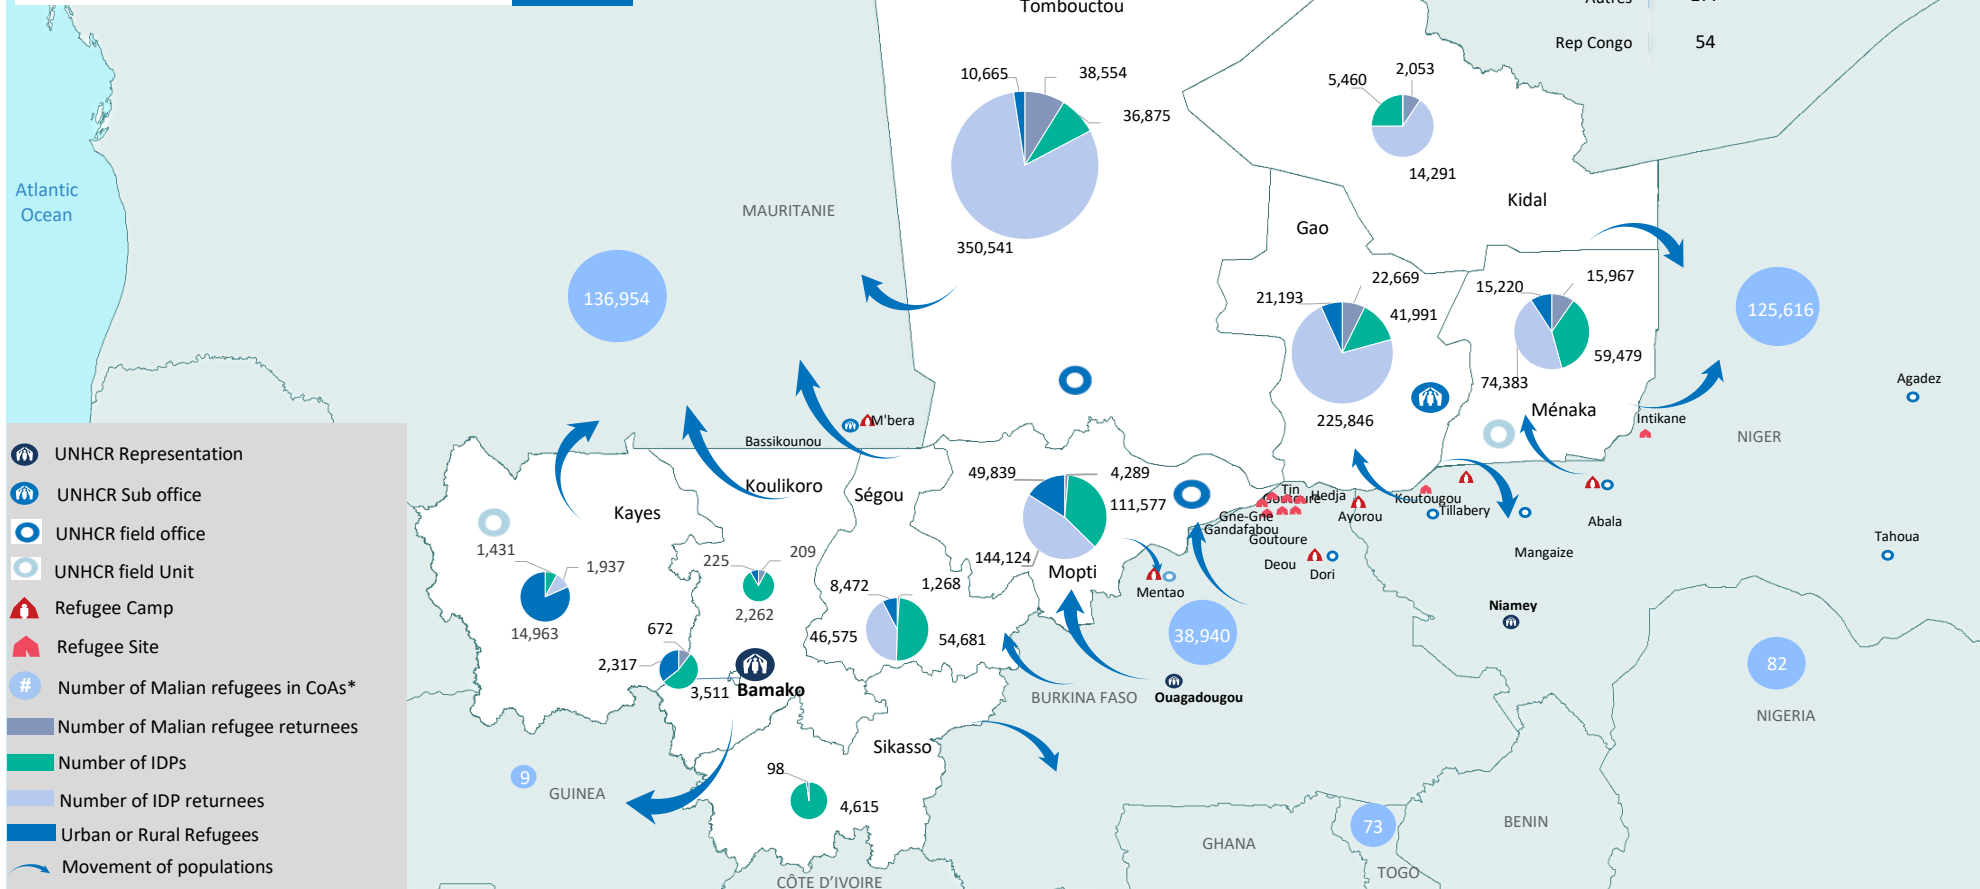 Tombouctou
Rep Congo 54
10,665
38,554
36,875
350,541
5,460
2,053
14,291
Kidal
Atlantic
Ocean
MAURITANIE
136,954
Gao
21,193
22,669
41,991
225,846
15,220
15,967
59,479
74,383
Ménaka
125,616
Agadez
Intikane
NIGER
M'bera
Bassikounou
UNHCR Representation
UNHCR Sub office
UNHCR field office
UNHCR field Unit
Refugee Camp
Refugee Site
# Number of Malian refugees in CoAs*
Number of Malian refugee returnees
Number of IDPs
Number of IDP returnees
Urban or Rural Refugees
Movement of populations
Kayes
1,431
1,937
14,963
Koulikoro
225
209
2,262
Ségou
8,472
1,268
46,575
54,681
49,839
4,289
111,577
144,124
Mopti
Tin
Hedja
Gne-Gne
Gandafabou
Goutoure
Deou
Dori
Ayorou
Koutougou
Tillabery
Mangaize
Abala
Tahoua
Mentao
38,940
Niamey
672
2,317
3,511
Bamako
BURKINA FASO
Ouagadougou
82
NIGERIA
Sikasso
98
4,615
9
GUINEA
73
GHANA
TOGO
BENIN
CÔTE D'IVOIRE